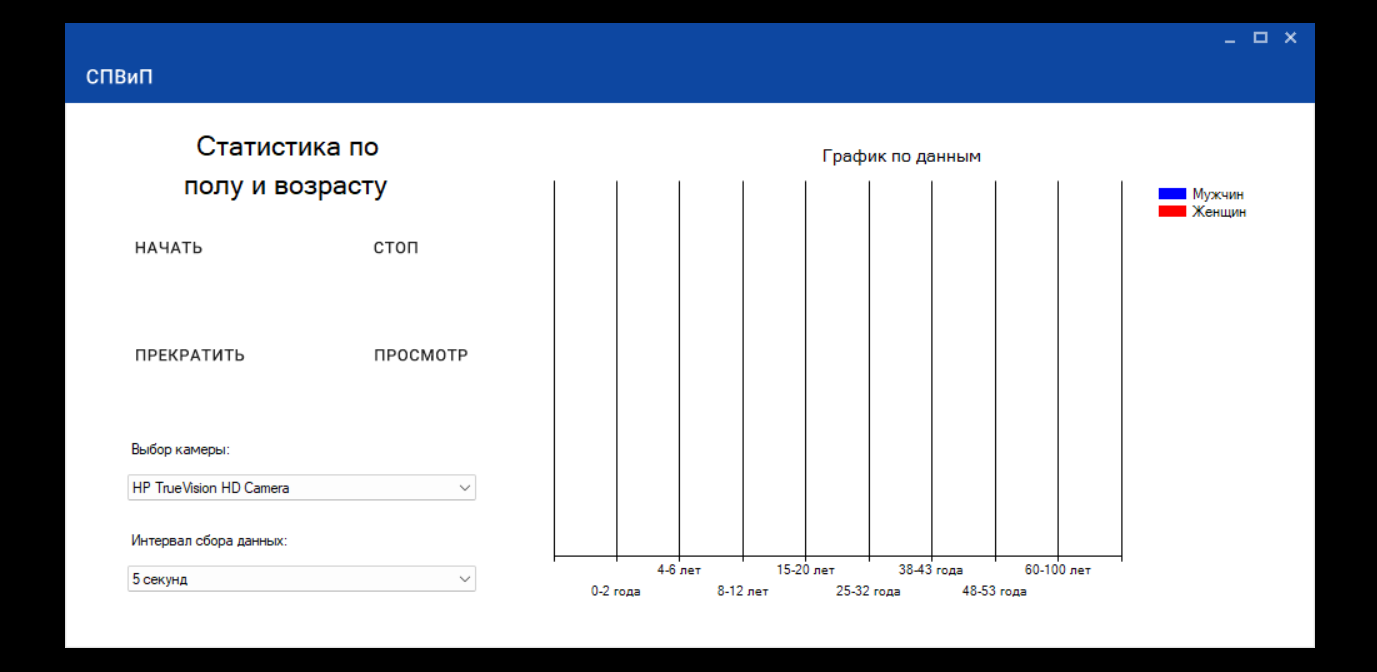 СПВиП
Статистика по
полу и возрасту
НАЧАТЬ
СТОП
ПРЕКРАТИТЬ
ПРОСМОТР
Выбор камеры:
HP TrueVision HD Camera
Интервал сбора данных:
5 секунд
График по данным
Мужчин
Женщин
0-2 года
4-6 лет
8-12 лет
15-20 лет
25-32 года
38-43 года
48-53 года
60-100 лет